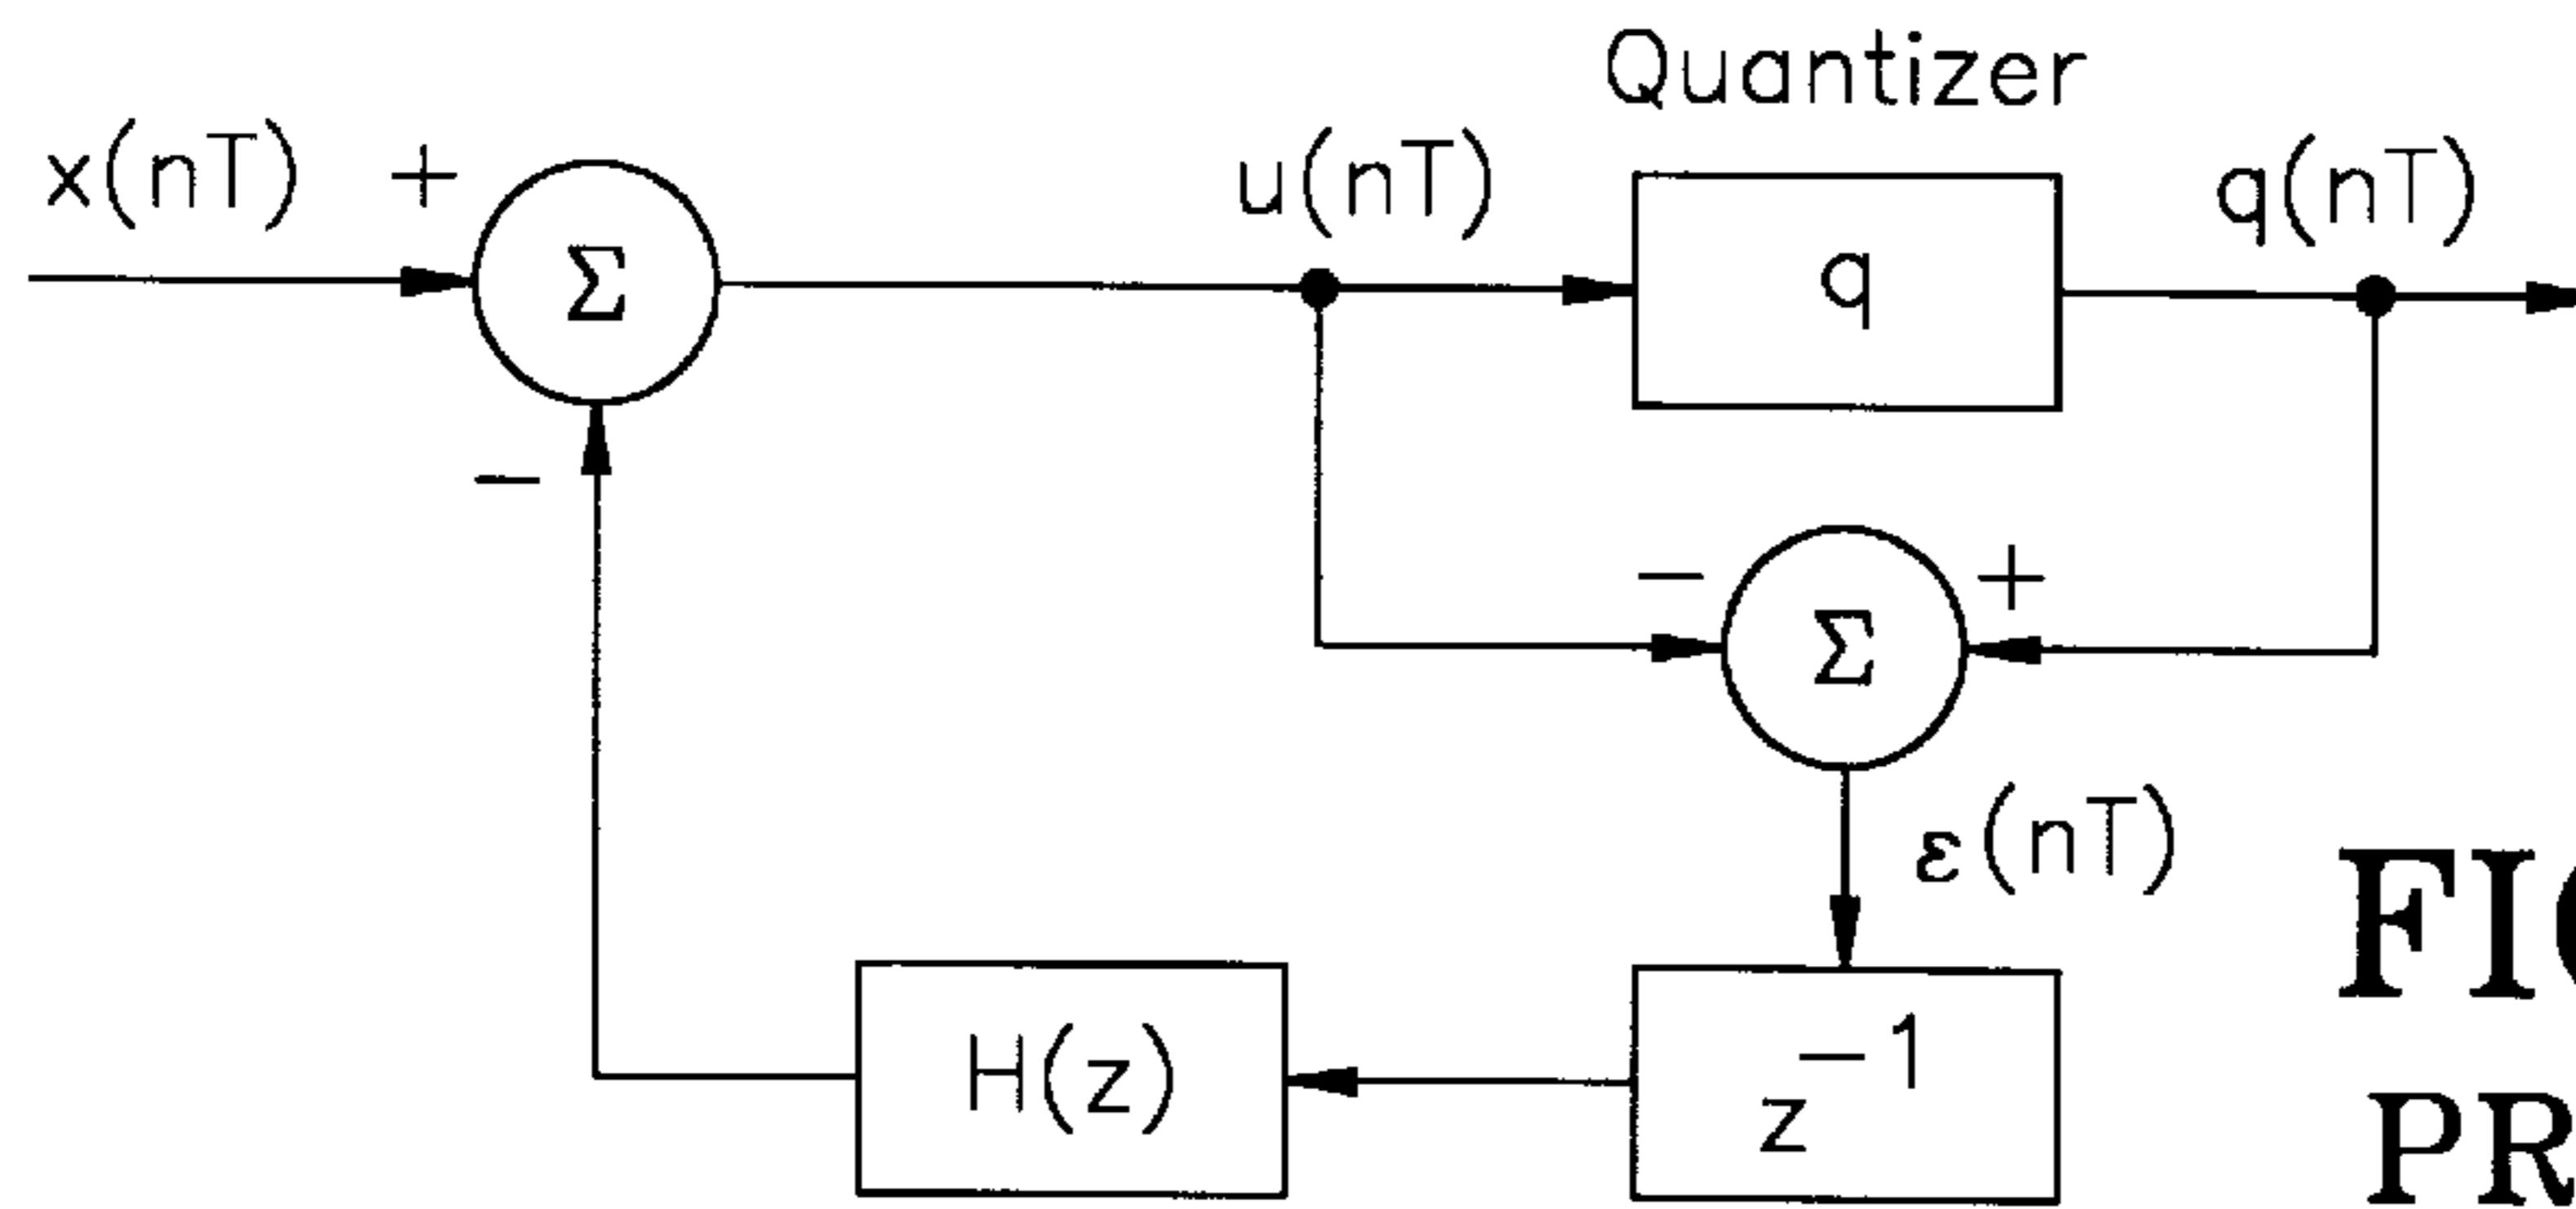 Quantizer
x(nT) +
u(nT)
q(nT)
Σ
q
−
− +
Σ
ε(nT)
H(z)
z^−1